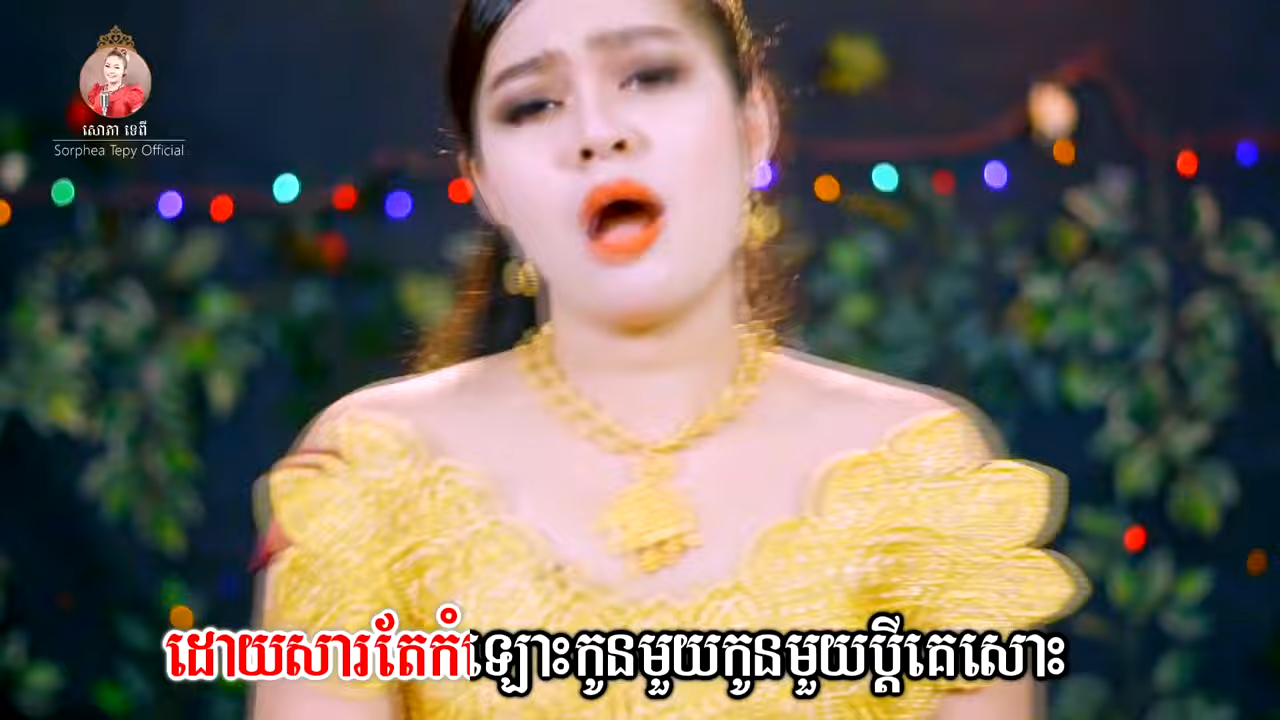 សោភា ទេពី
Sorphea Tepy Official
ដោយសារតែកំឡោះកូនមួយកូនមួយប្ដីគេសោះ